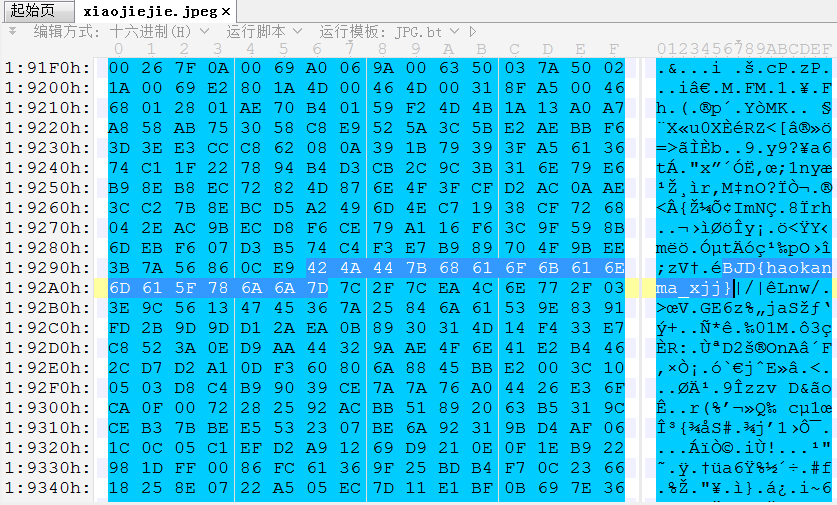 起始页 xiaojiejie.jpeg ×
编辑方式: 十六进制(H) 运行脚本 运行模板: JPG.bt
0 1 2 3 4 5 6 7 8 9 A B C D E F 0123456789ABCDEF
1:91F0h: 00 26 7F 0A 00 69 A0 06 9A 00 63 50 03 7A 50 02 .&...i .š.cP.zP.
1:9200h: 1A 00 69 E2 80 1A 4D 00 46 4D 00 31 8F A5 00 46 ..iâ€.M.FM.1.¥.F
1:9210h: 68 01 28 01 AE 70 B4 01 59 F2 4D 4B 1A 13 A0 A7 h.(.®p´.YòMK.. §
1:9220h: A8 58 AB 75 30 58 C8 E9 52 5A 3C 5B E2 AE BB F6 ¨X«u0XÈéRZ<[â®»ö
1:9230h: 3D 3E E3 CC C8 62 08 0A 39 1B 79 39 3F A5 61 36 =>ãÌÈb..9.y9?¥a6
1:9240h: 74 C1 1F 22 78 94 B4 D3 CB 2C 9C 3B 31 6E 79 E6 tÁ."x”´ÓË,œ;1nyæ
1:9250h: B9 8E B8 EC 72 82 4D 87 6E 4F 3F CF D2 AC 0A AE ¹Ž¸ìr‚M‡nO?ÏÒ¬.®
1:9260h: 3C C2 7B 8E BC D5 A2 49 6D 4E C7 19 38 CF 72 68 <Â{Ž¼Õ¢ImNÇ.8Ïrh
1:9270h: 04 2E AC 9B EC D8 F6 CE 79 A1 16 F6 3C 9F 59 8B ..¬›ìØöÎy¡.ö<ŸY‹
1:9280h: 6D EB F6 07 D3 B5 74 C4 F3 E7 B9 89 70 4F 9B EE mëö.ÓµtÄóç¹‰pO›î
1:9290h: 3B 7A 56 86 0C E9 42 4A 44 7B 68 61 6F 6B 61 6E ;zV†.éBJD{haokan
1:92A0h: 6D 61 5F 78 6A 6A 7D 7C 2F 7C EA 4C 6E 77 2F 03 ma_xjj}|/|êLnw/.
1:92B0h: 3E 9C 56 13 47 45 36 7A 25 84 6A 61 53 9E 83 91 >œV.GE6z%„jaSžƒ‘
1:92C0h: FD 2B 9D 9D D1 2A EA 0B 89 30 31 4D 14 F4 33 E7 ý+..Ñ*ê.‰01M.ô3ç
1:92D0h: C8 52 3A 0E D9 AA 44 32 9A AE 4F 6E 41 E2 B4 46 ÈR:.ÙªD2š®OnAâ´F
1:92E0h: 2C D7 D2 A1 0D F3 60 80 6A 88 45 BB E2 00 3C 10 ,×Ò¡.ó`€jˆE»â.<.
1:92F0h: 05 03 D8 C4 B9 90 39 CE 7A 7A 76 A0 44 26 E3 6F ..ØÄ¹.9Îzzv D&ão
1:9300h: CA 0F 00 72 28 25 92 AC BB 51 89 20 63 B5 31 9C Ê..r(%’¬»Q‰ cµ1œ
1:9310h: CE B3 7B BE E5 53 23 07 BE 6A 92 31 9B D4 AF 06 Î³{¾åS#.¾j’1›Ô¯.
1:9320h: 1C 0C 05 C1 EF D2 A9 12 69 D9 21 0E 0F 1E B9 22 ...ÁïÒ©.iÙ!...¹"
1:9330h: 98 1D FF 00 86 FC 61 36 9F 25 BD B4 F7 0C 23 66 ˜.ÿ.†üa6Ÿ%½´÷.#f
1:9340h: 18 25 8E 07 22 A5 05 EC 7D 11 E1 BF 0B 69 7E 36 .%Ž."¥.ì}.á¿.i~6